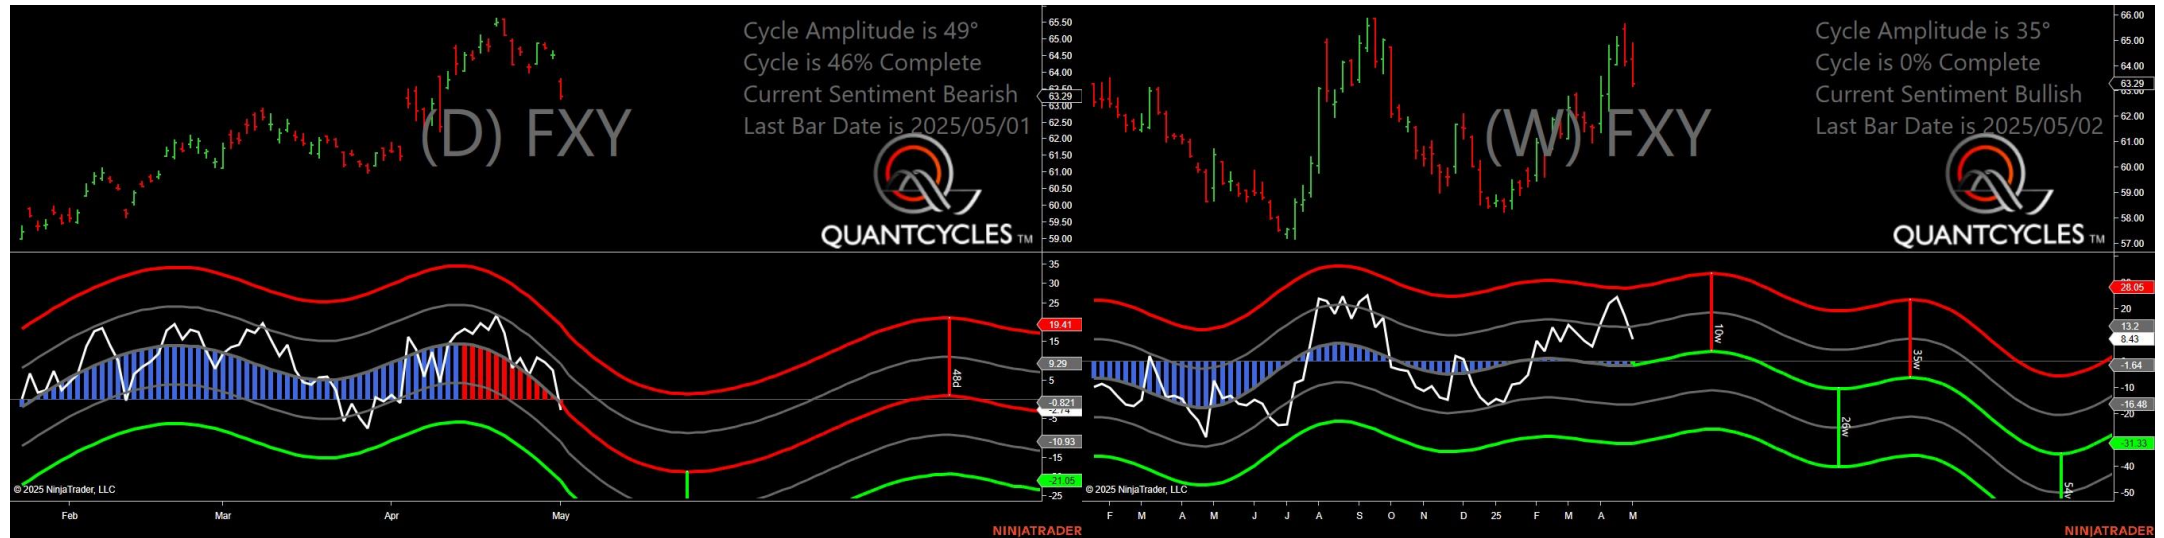 Cycle Amplitude is 49°
Cycle is 46% Complete
Current Sentiment Bearish
Last Bar Date is 2025/05/01
(D) FXY
QUANTCYCLES TM
65.50
65.00
64.50
64.00
63.29
63.00
62.50
62.00
61.50
61.00
60.50
60.00
59.50
59.00
35
30
25
19.41
15
9.29
5
-0.821
-2.74
-5
-10.93
-15
-21.05
-25
48d
© 2025 NinjaTrader, LLC
Feb Mar Apr May
NINJATRADER
Cycle Amplitude is 35°
Cycle is 0% Complete
Current Sentiment Bullish
Last Bar Date is 2025/05/02
(W) FXY
QUANTCYCLES TM
66.00
65.00
64.00
63.29
62.00
61.00
60.00
59.00
58.00
57.00
28.05
20
13.2
8.43
-1.64
-10
-16.48
-20
-31.33
-40
-50
10w
26w
35w
54w
© 2025 NinjaTrader, LLC
F M A M J J A S O N D 25 F M A M
NINJATRADER